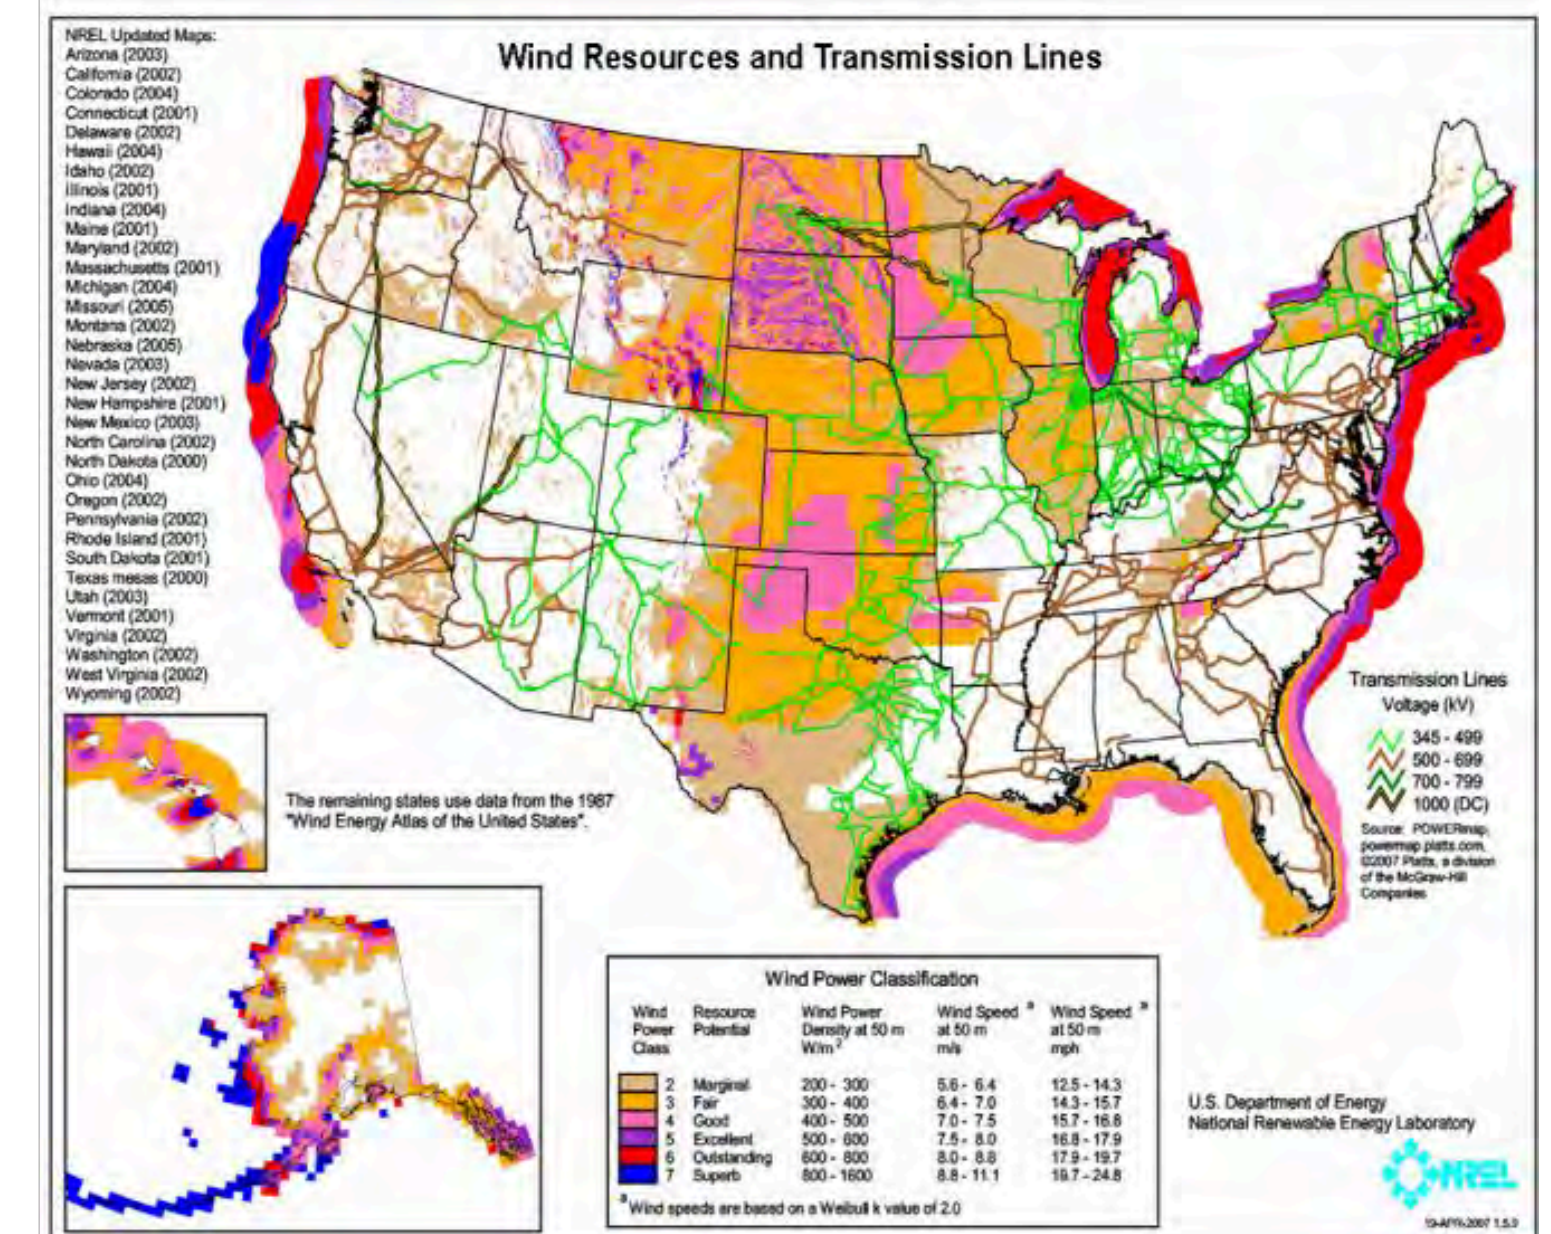 Wind Resources and Transmission Lines
NREL Updated Maps:
Arizona (2003)
California (2002)
Colorado (2004)
Connecticut (2001)
Delaware (2002)
Hawaii (2004)
Idaho (2002)
Illinois (2001)
Indiana (2004)
Maine (2001)
Maryland (2002)
Massachusetts (2001)
Michigan (2004)
Missouri (2005)
Montana (2002)
Nebraska (2005)
Nevada (2003)
New Jersey (2002)
New Hampshire (2001)
New Mexico (2003)
North Carolina (2002)
North Dakota (2000)
Ohio (2004)
Oregon (2002)
Pennsylvania (2002)
Rhode Island (2001)
South Dakota (2001)
Texas mesas (2000)
Utah (2003)
Vermont (2001)
Virginia (2002)
Washington (2002)
West Virginia (2002)
Wyoming (2002)
The remaining states use data from the 1987
"Wind Energy Atlas of the United States".
Transmission Lines
Voltage (kV)
345 - 499
500 - 699
700 - 799
1000 (DC)
Source: POWERmap,
powermap.platts.com,
©2007 Platts, a division
of the McGraw-Hill
Companies
Wind Power Classification
Wind Resource Wind Power Wind Speed a Wind Speed a
Power Potential Density at 50 m at 50 m at 50 m
Class W/m 2 m/s mph
2 Marginal 200 - 300 5.6 - 6.4 12.5 - 14.3
3 Fair 300 - 400 6.4 - 7.0 14.3 - 15.7
4 Good 400 - 500 7.0 - 7.5 15.7 - 16.8
5 Excellent 500 - 600 7.5 - 8.0 16.8 - 17.9
6 Outstanding 600 - 800 8.0 - 8.8 17.9 - 19.7
7 Superb 800 - 1600 8.8 - 11.1 19.7 - 24.8
a Wind speeds are based on a Weibull k value of 2.0
U.S. Department of Energy
National Renewable Energy Laboratory
NREL